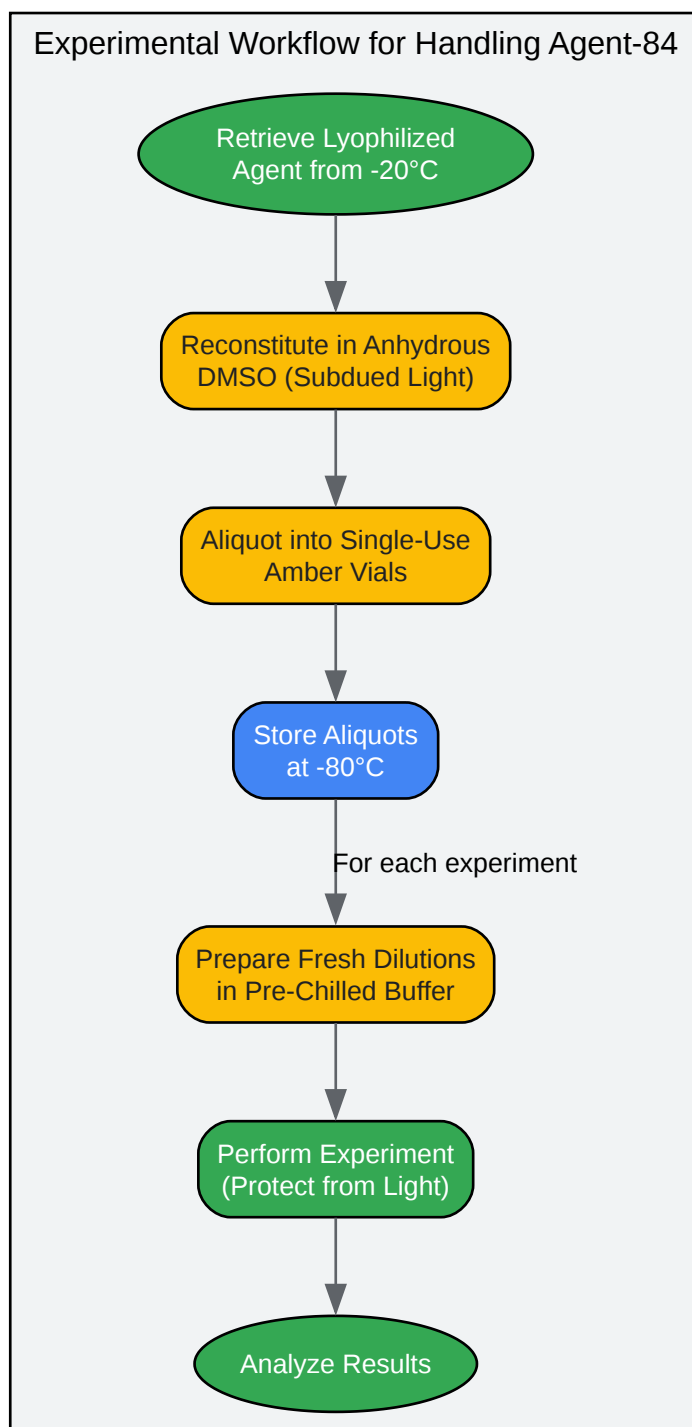 Experimental Workflow for Handling Agent-84
Retrieve Lyophilized
Agent from -20°C
Reconstitute in Anhydrous
DMSO (Subdued Light)
Aliquot into Single-Use
Amber Vials
Store Aliquots
at -80°C
For each experiment
Prepare Fresh Dilutions
in Pre-Chilled Buffer
Perform Experiment
(Protect from Light)
Analyze Results